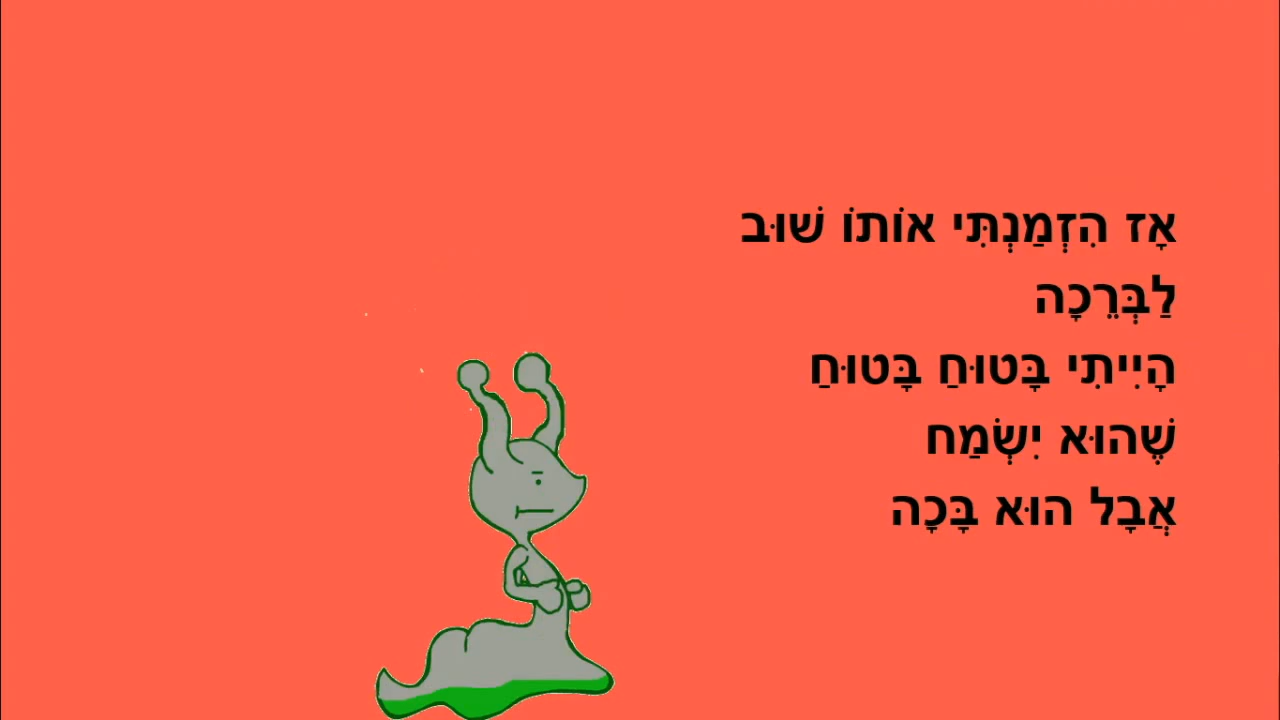 אָז הִזְמַנְתִּי אוֹתוֹ שׁוּב
לַבְּרֵכָה
הָיִיתִי בָּטוּחַ בָּטוּחַ
שֶׁהוּא יִשְׂמַח
אֲבָל הוּא בָּכָה